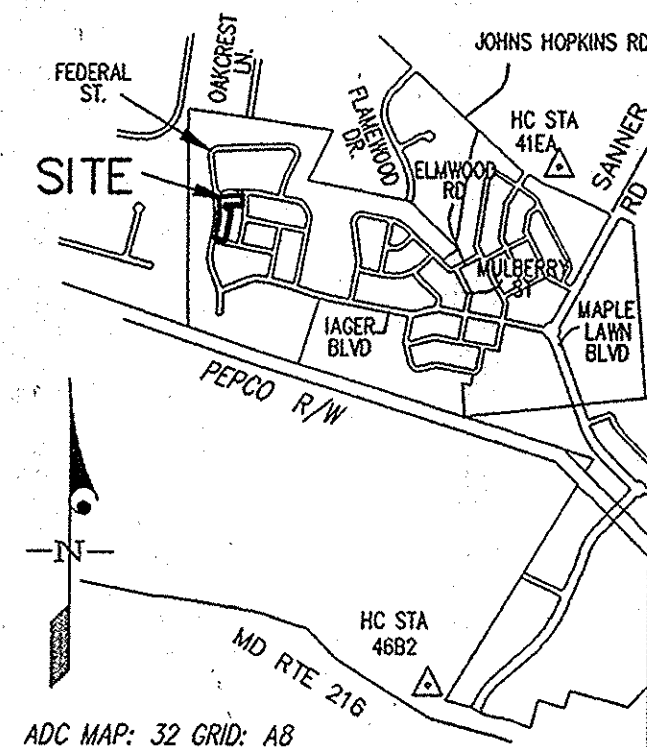 JOHNS HOPKINS RD
OAKCREST
LN.
FEDERAL
ST.
FLAMEWOOD
DR.
HC STA
41EA
SANNER
RD
SITE
ELMWOOD
RD
MULBERRY
ST
MAPLE
LAWN
BLVD
IAGER
BLVD
PEPCO R/W
N
HC STA
46B2
MD RTE 216
ADC MAP: 32 GRID: A8